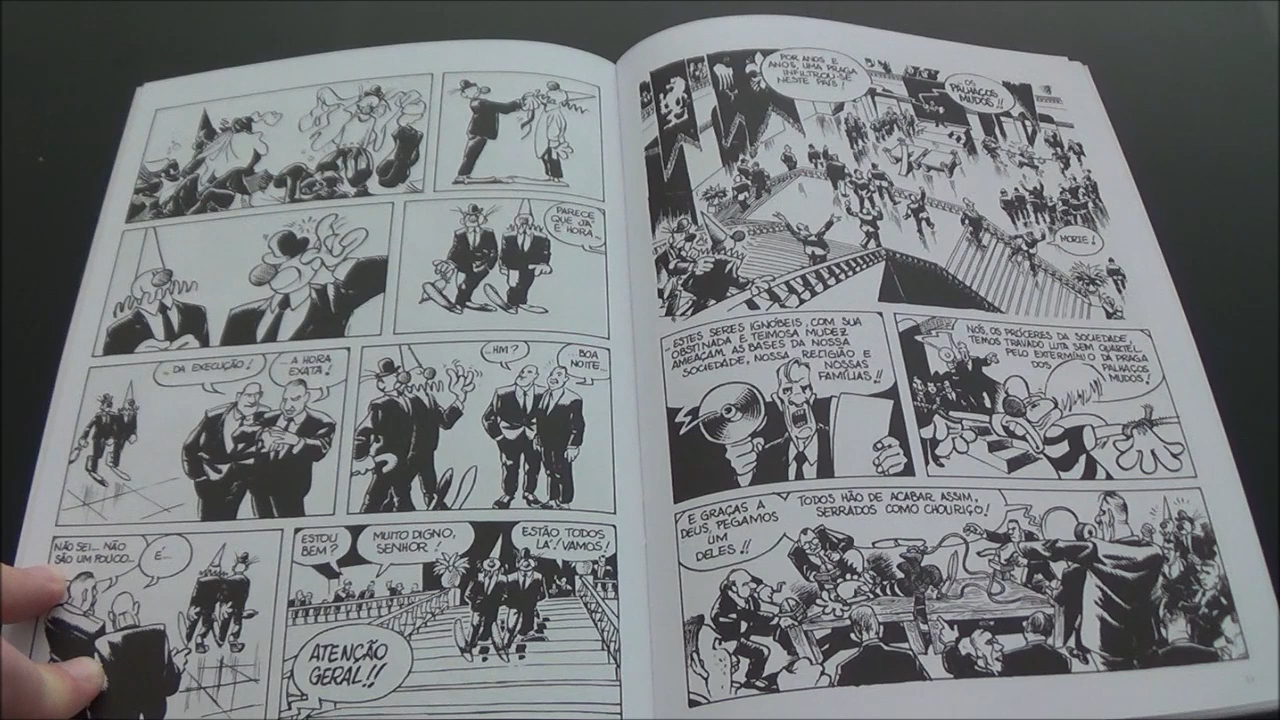 PARECE
QUE JÁ
É HORA...
... DA EXECUÇÃO!
... A HORA
EXATA!
...HM?
...BOA
NOITE...
NÃO SEI... NÃO
SÃO UM POUCO...
É...
ESTOU
BEM?
MUITO DIGNO,
SENHOR!
ESTÃO TODOS
LÁ! VAMOS!
ATENÇÃO
GERAL!!
POR ANOS E
ANOS, UMA PRAGA
INFILTROU-SE
NESTE PAÍS!
OS
PALHAÇOS
MUDOS!!
MORIE!
...ESTES SERES IGNÓBEIS, COM SUA
OBSTINADA E TEIMOSA MUDEZ
AMEAÇAM AS BASES DA NOSSA
SOCIEDADE, NOSSA RELIGIÃO E
NOSSAS
FAMÍLIAS!!
NÓS, OS PRÓCERES DA SOCIEDADE,
TEMOS TRAVADO LUTA SEM QUARTEL
PELO EXTERMÍNIO DA PRAGA
DOS PALHAÇOS
MUDOS!
E GRAÇAS A
DEUS, PEGAMOS
UM
DELES!!
TODOS HÃO DE ACABAR ASSIM,
SERRADOS COMO CHOURIÇO!